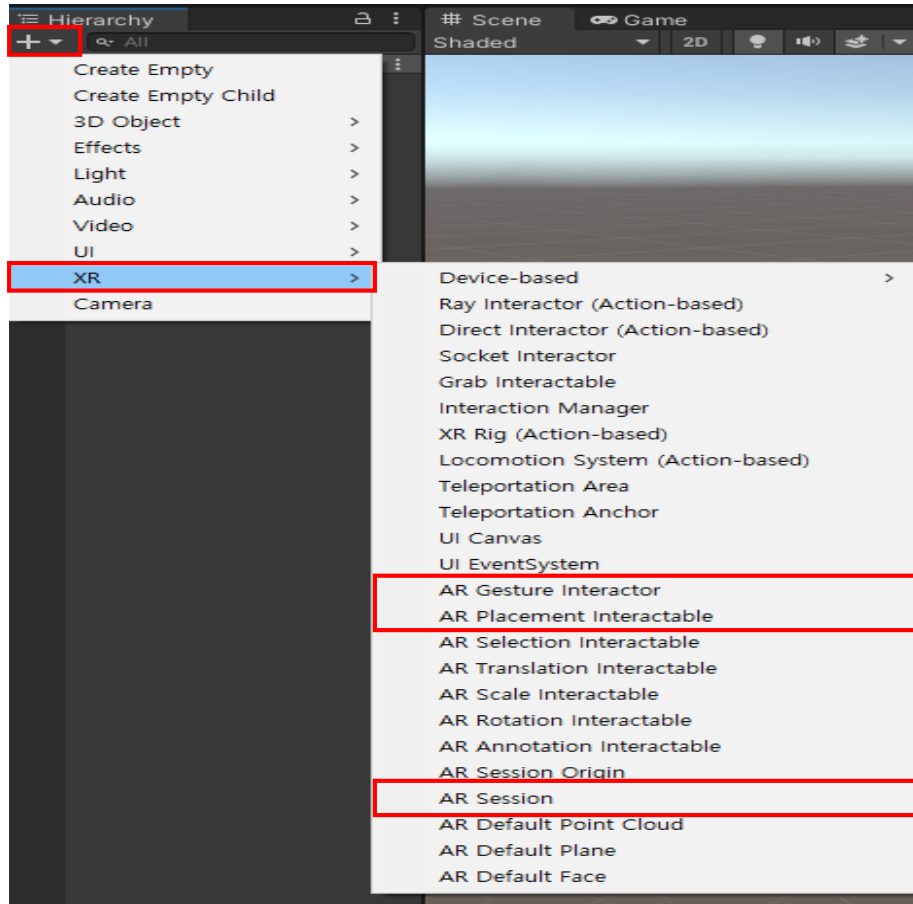 Hierarchy
All
Create Empty
Create Empty Child
3D Object
Effects
Light
Audio
Video
UI
XR
Camera
Scene
Game
Shaded
2D
Device-based
Ray Interactor (Action-based)
Direct Interactor (Action-based)
Socket Interactor
Grab Interactable
Interaction Manager
XR Rig (Action-based)
Locomotion System (Action-based)
Teleportation Area
Teleportation Anchor
UI Canvas
UI EventSystem
AR Gesture Interactor
AR Placement Interactable
AR Selection Interactable
AR Translation Interactable
AR Scale Interactable
AR Rotation Interactable
AR Annotation Interactable
AR Session Origin
AR Session
AR Default Point Cloud
AR Default Plane
AR Default Face